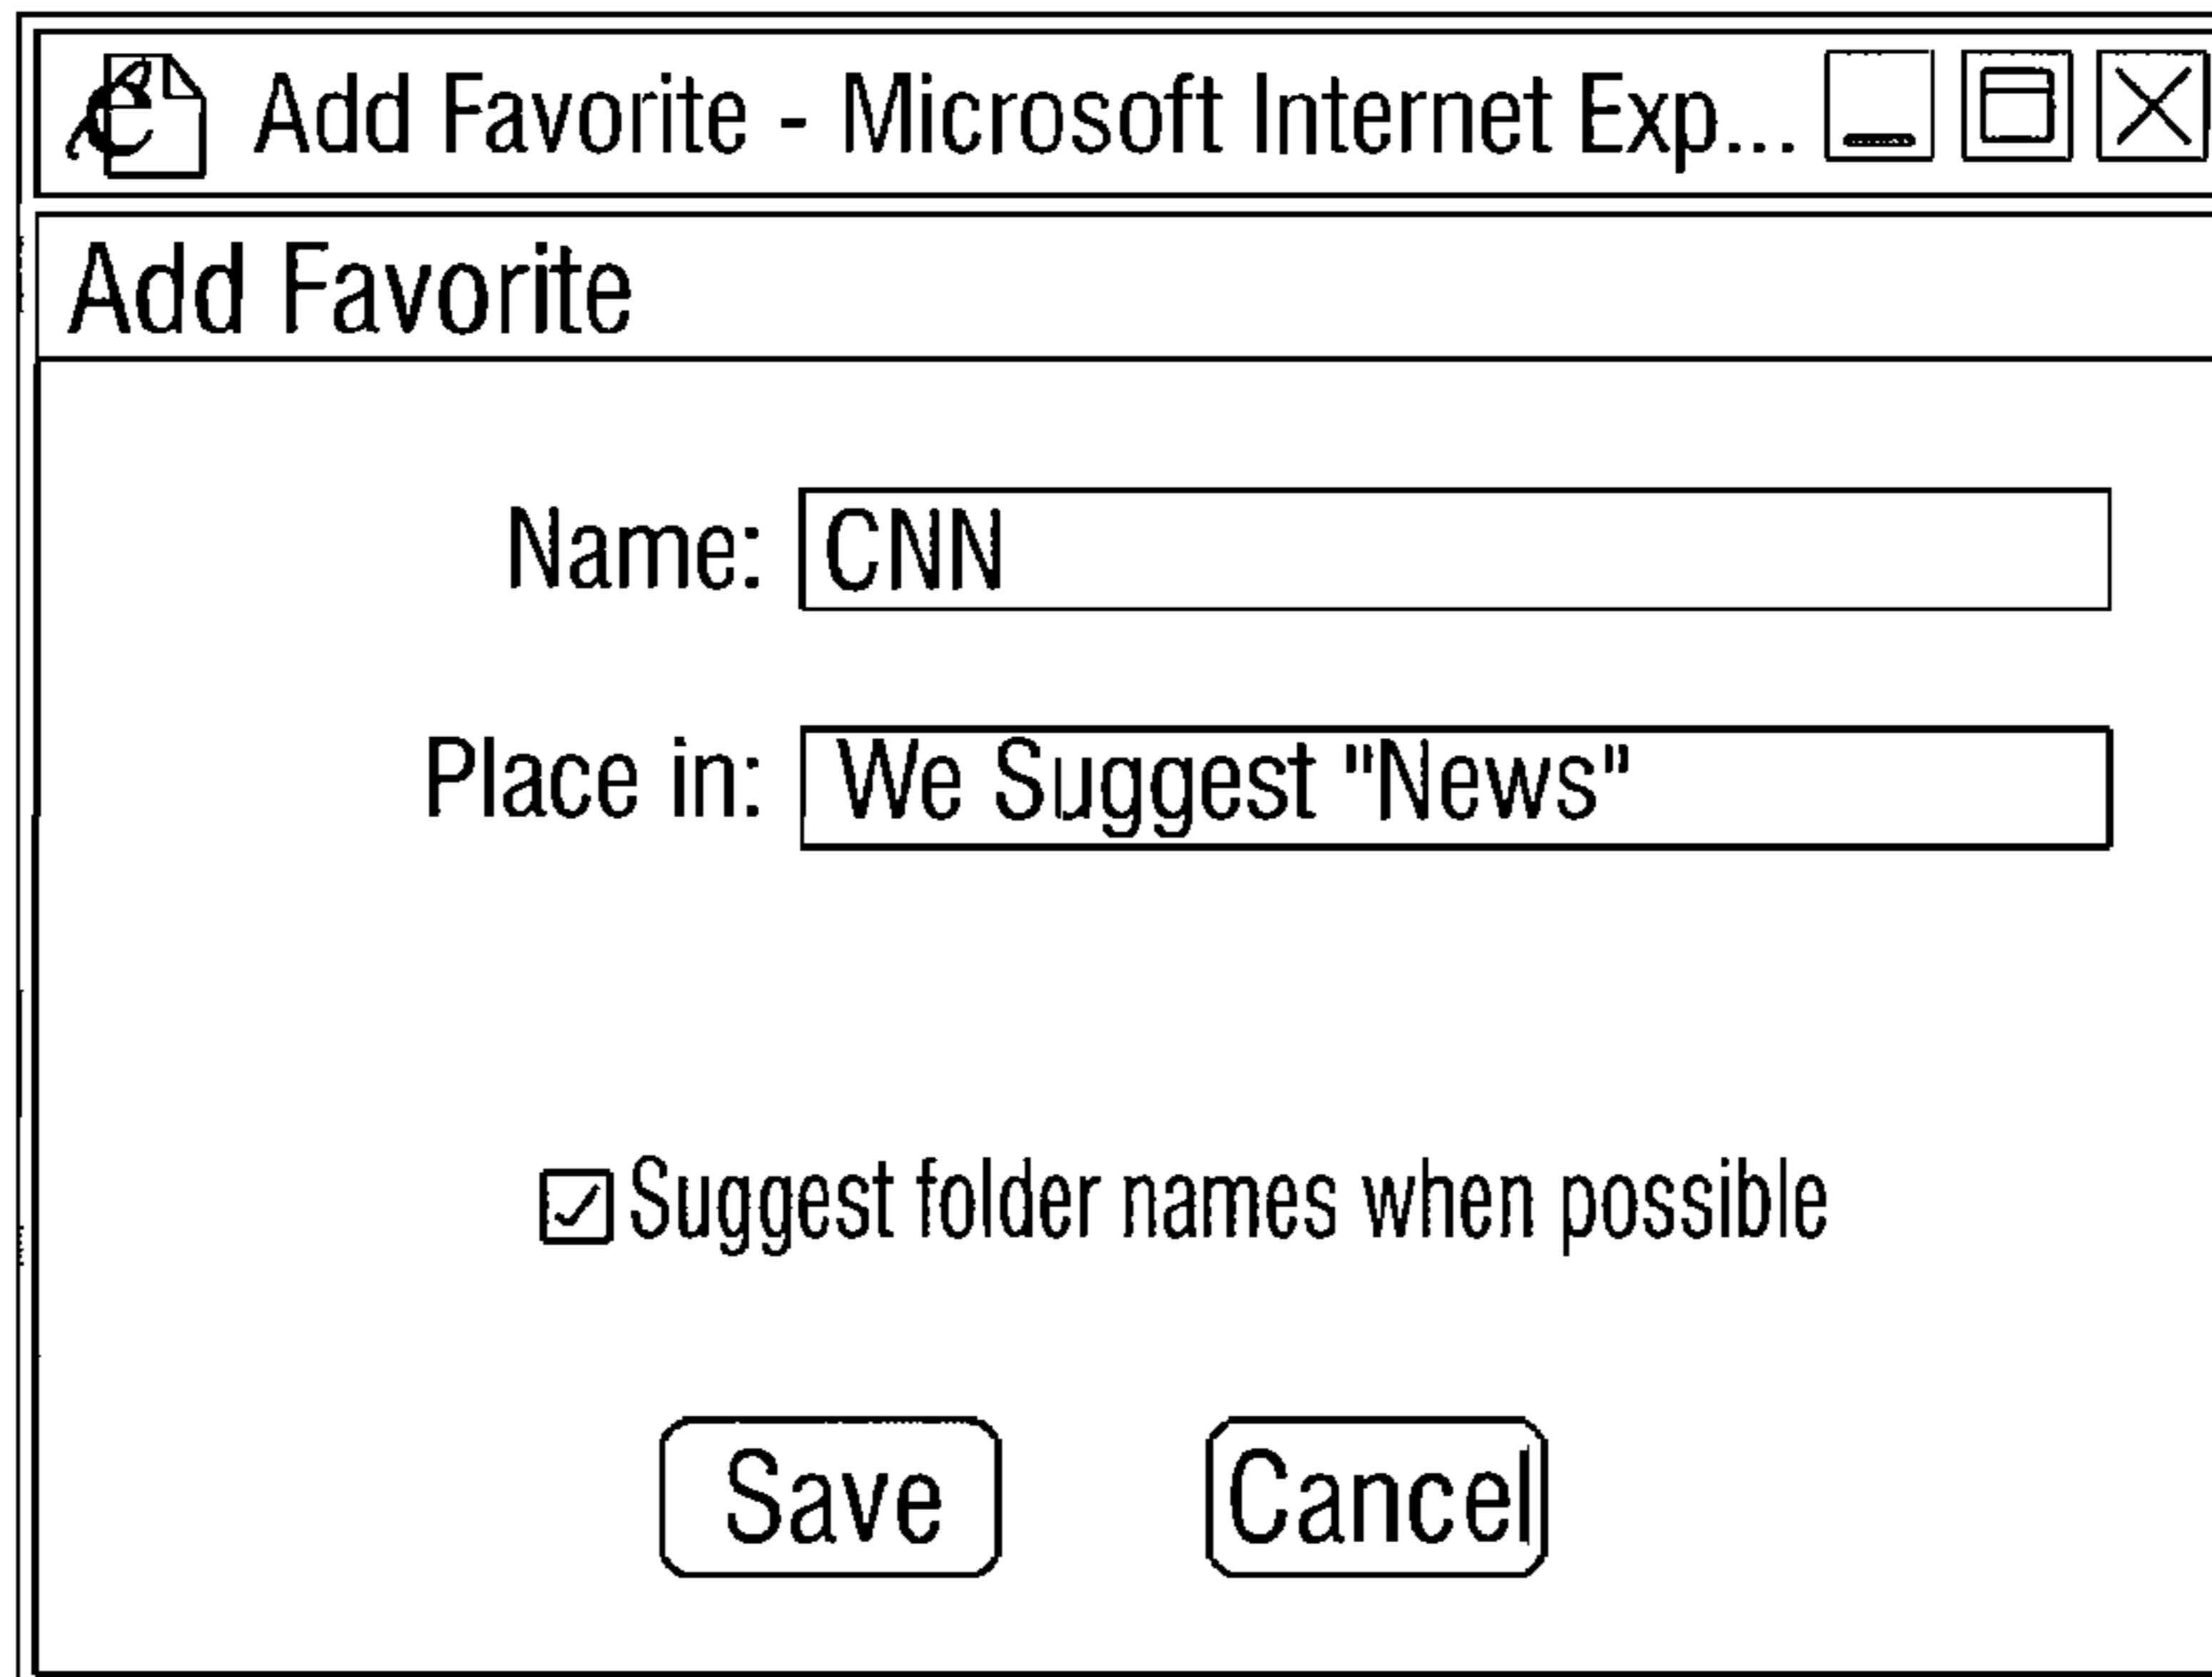 Add Favorite - Microsoft Internet Exp...
Add Favorite
Name: CNN
Place in: We Suggest "News"
Suggest folder names when possible
Save Cancel